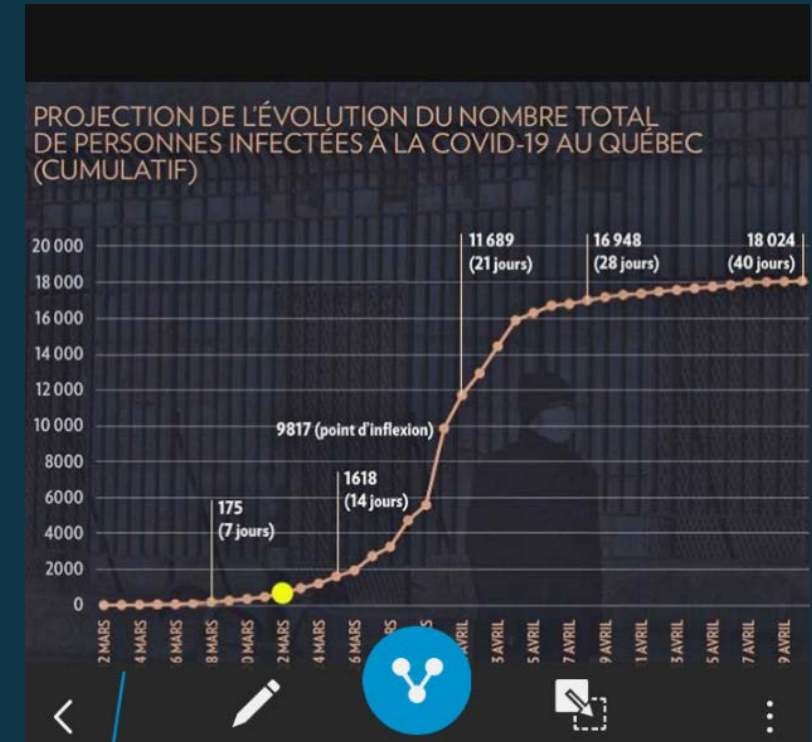 PROJECTION DE L'ÉVOLUTION DU NOMBRE TOTAL
DE PERSONNES INFECTÉES À LA COVID-19 AU QUÉBEC
(CUMULATIF)
20 000
18 000
16 000
14 000
12 000
10 000
8000
6000
4000
2000
0
175
(7 jours)
1618
(14 jours)
9817 (point d'inflexion)
11 689
(21 jours)
16 948
(28 jours)
18 024
(40 jours)
2 MARS
4 MARS
6 MARS
8 MARS
0 MARS
2 MARS
4 MARS
6 MARS
AVRIL
3 AVRIL
5 AVRIL
7 AVRIL
9 AVRIL
1 AVRIL
3 AVRIL
5 AVRIL
7 AVRIL
9 AVRIL